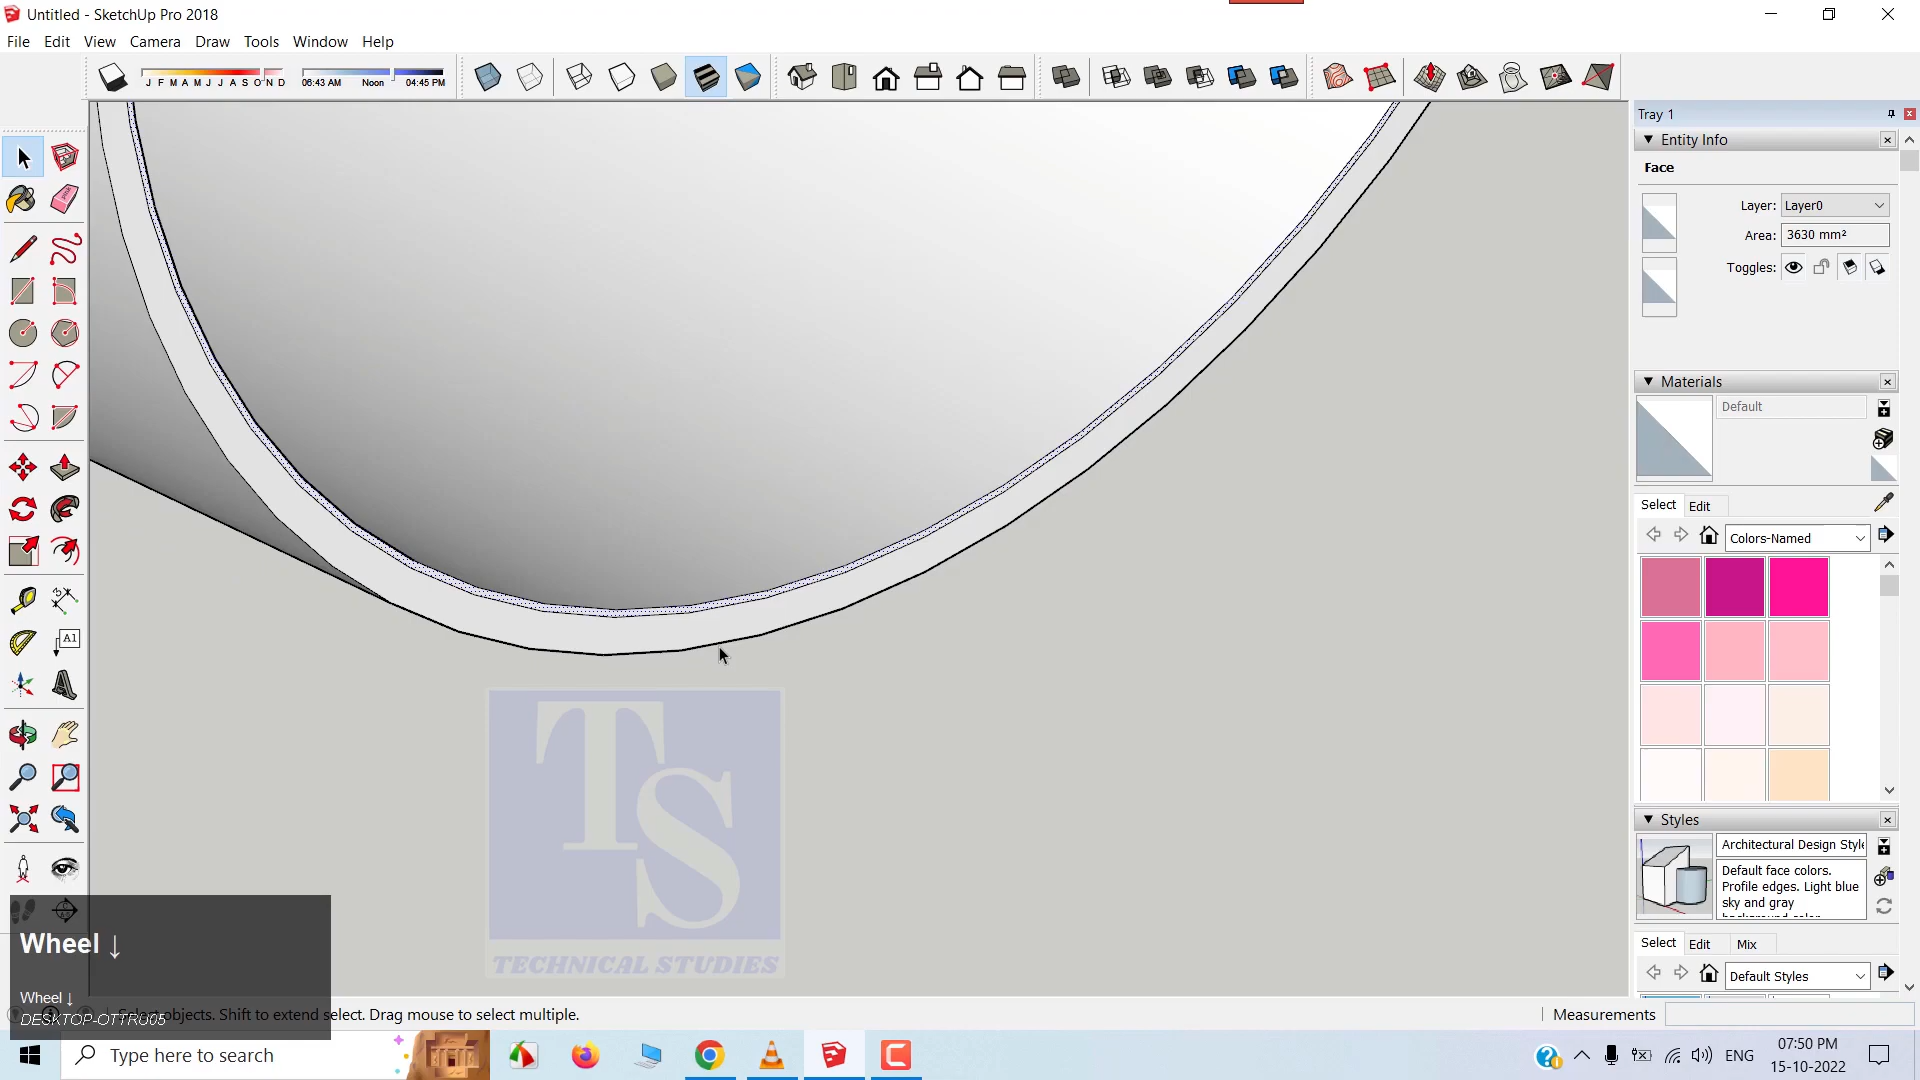 Untitled - SketchUp Pro 2018
File Edit View Camera Draw Tools Window Help
J F M A M J J A S O N D
06:43 AM Noon 04:45 PM
Tray 1
Entity Info
Face
Layer: Layer0
Area: 3630 mm²
Toggles:
Materials
Default
Select Edit
Colors-Named
Styles
Architectural Design Style
Default face colors.
Profile edges. Light blue
sky and gray
Select Edit Mix
Default Styles
A1
TS
TECHNICAL STUDIES
Wheel ↓
Wheel ↓
DESKTOP-OTTRO05
Select objects. Shift to extend select. Drag mouse to select multiple.
Measurements
Type here to search
ENG
07:50 PM
15-10-2022